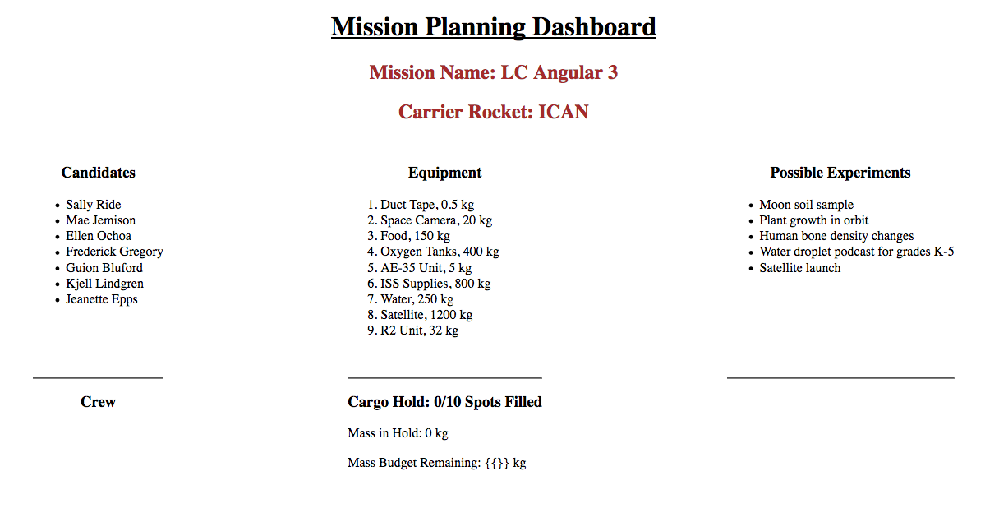 Mission Planning Dashboard
Mission Name: LC Angular 3
Carrier Rocket: ICAN
Candidates
• Sally Ride
• Mae Jemison
• Ellen Ochoa
• Frederick Gregory
• Guion Bluford
• Kjell Lindgren
• Jeanette Epps
Equipment
1. Duct Tape, 0.5 kg
2. Space Camera, 20 kg
3. Food, 150 kg
4. Oxygen Tanks, 400 kg
5. AE-35 Unit, 5 kg
6. ISS Supplies, 800 kg
7. Water, 250 kg
8. Satellite, 1200 kg
9. R2 Unit, 32 kg
Possible Experiments
• Moon soil sample
• Plant growth in orbit
• Human bone density changes
• Water droplet podcast for grades K-5
• Satellite launch
Crew
Cargo Hold: 0/10 Spots Filled
Mass in Hold: 0 kg
Mass Budget Remaining: {{}} kg